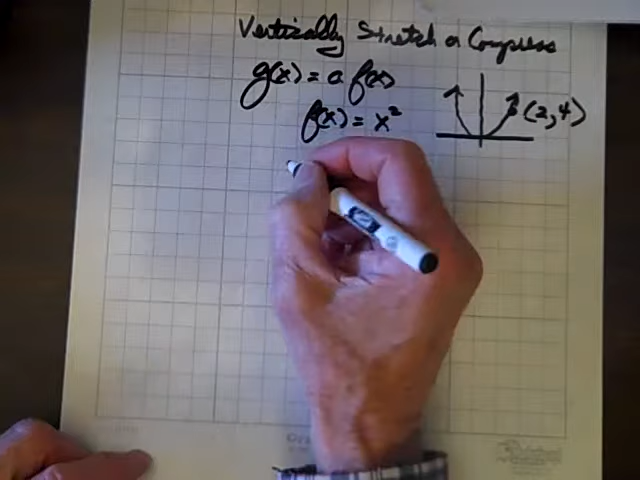 Vertically Stretch or Compress
g(x) = a f(x)
f(x) = x²
(2,4)